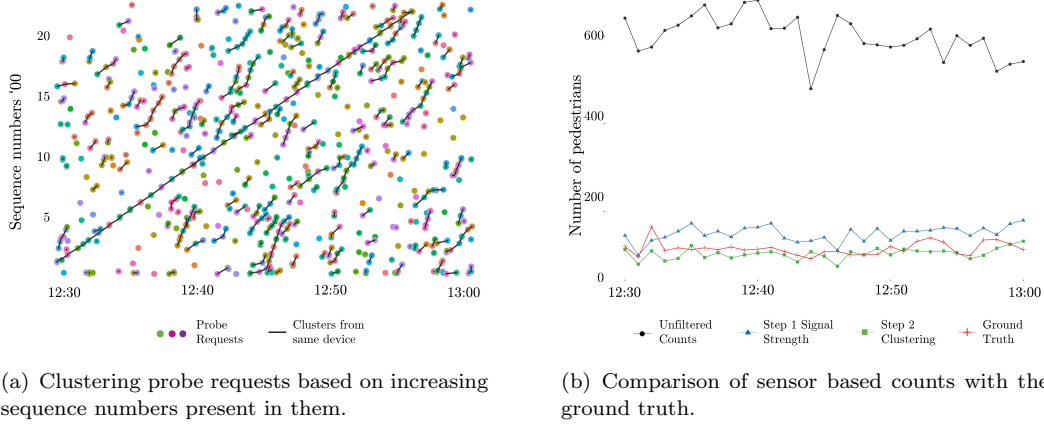 Sequence numbers ‘00
20
15
10
5
12:30
12:40
12:50
13:00
Probe
Requests
Clusters from
same device
(a) Clustering probe requests based on increasing
sequence numbers present in them.
Number of pedestrians
600
400
200
0
12:30
12:40
12:50
13:00
Unfiltered
Counts
Step 1 Signal
Strength
Step 2
Clustering
Ground
Truth
(b) Comparison of sensor based counts with the
ground truth.